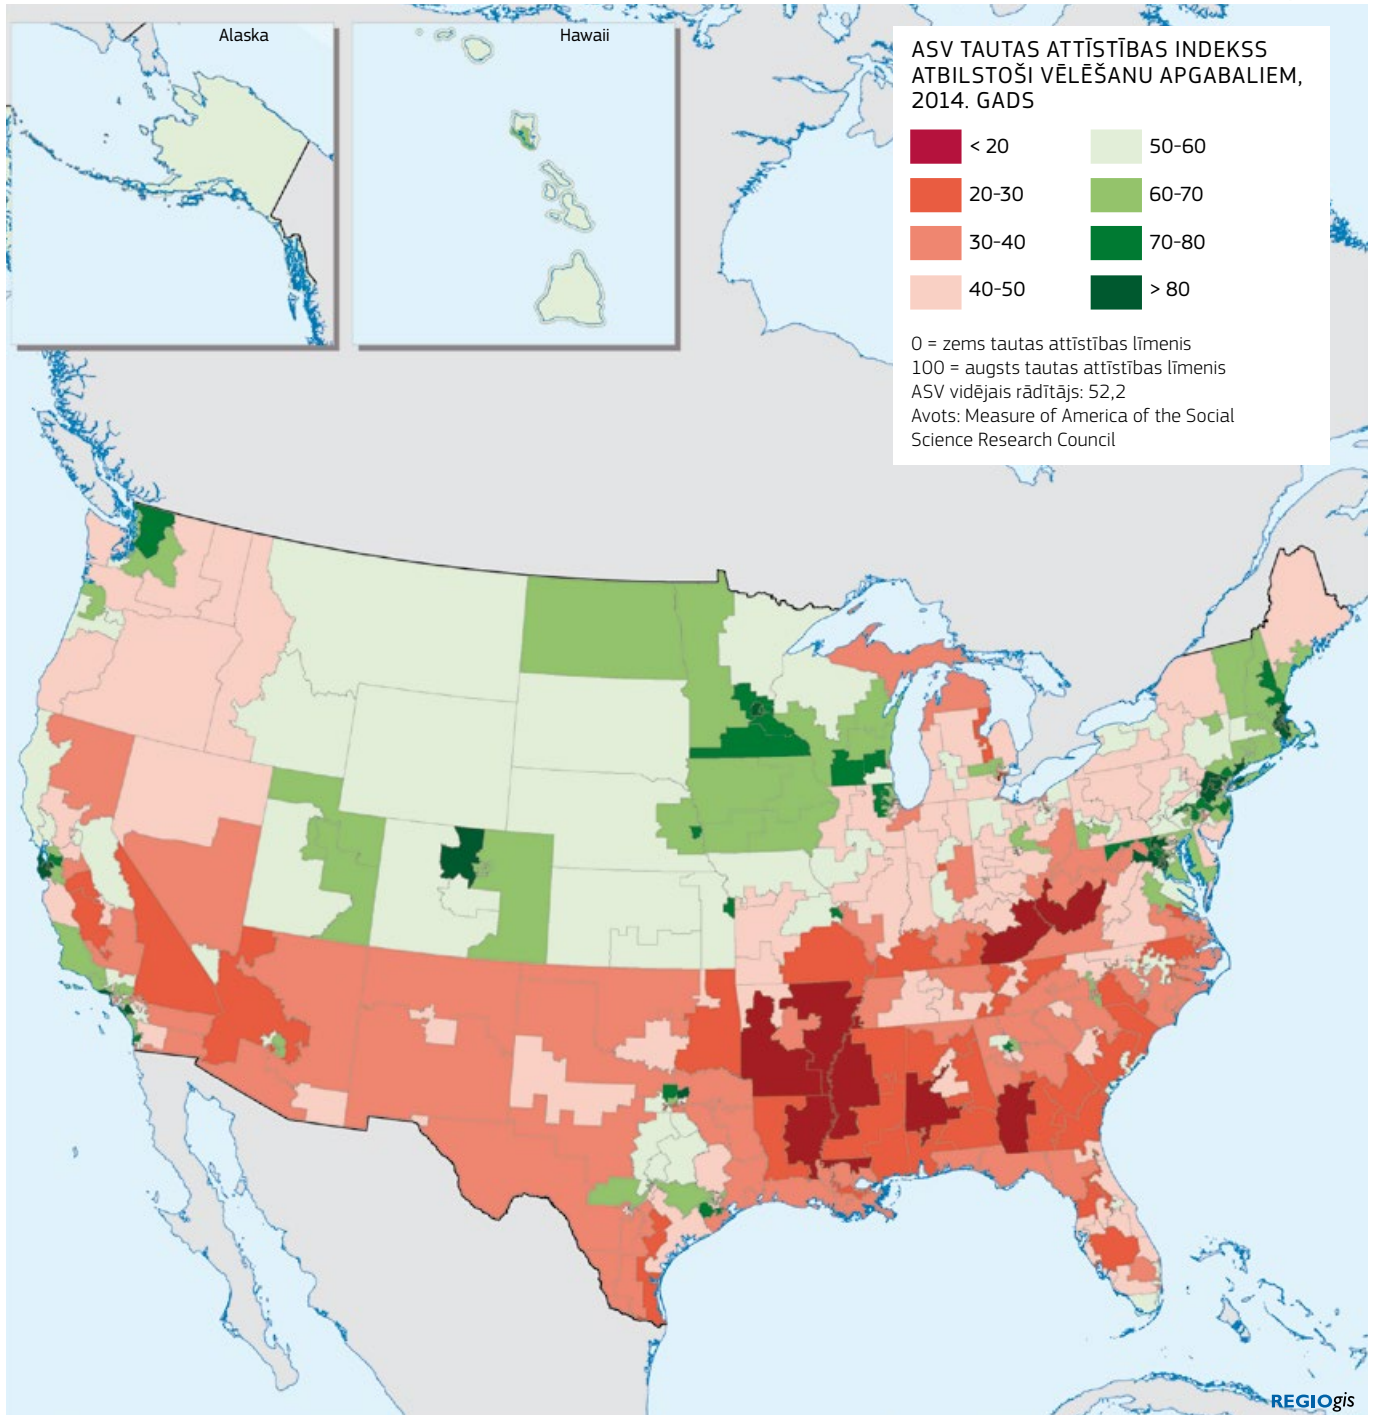 Alaska
Hawaii
ASV TAUTAS ATTĪSTĪBAS INDEKSS
ATBILSTOŠI VĒLĒŠANU APGABALIEM,
2014. GADS
< 20
20-30
30-40
40-50
50-60
60-70
70-80
> 80
0 = zems tautas attīstības līmenis
100 = augsts tautas attīstības līmenis
ASV vidējais rādītājs: 52,2
Avots: Measure of America of the Social
Science Research Council
REGIOgis